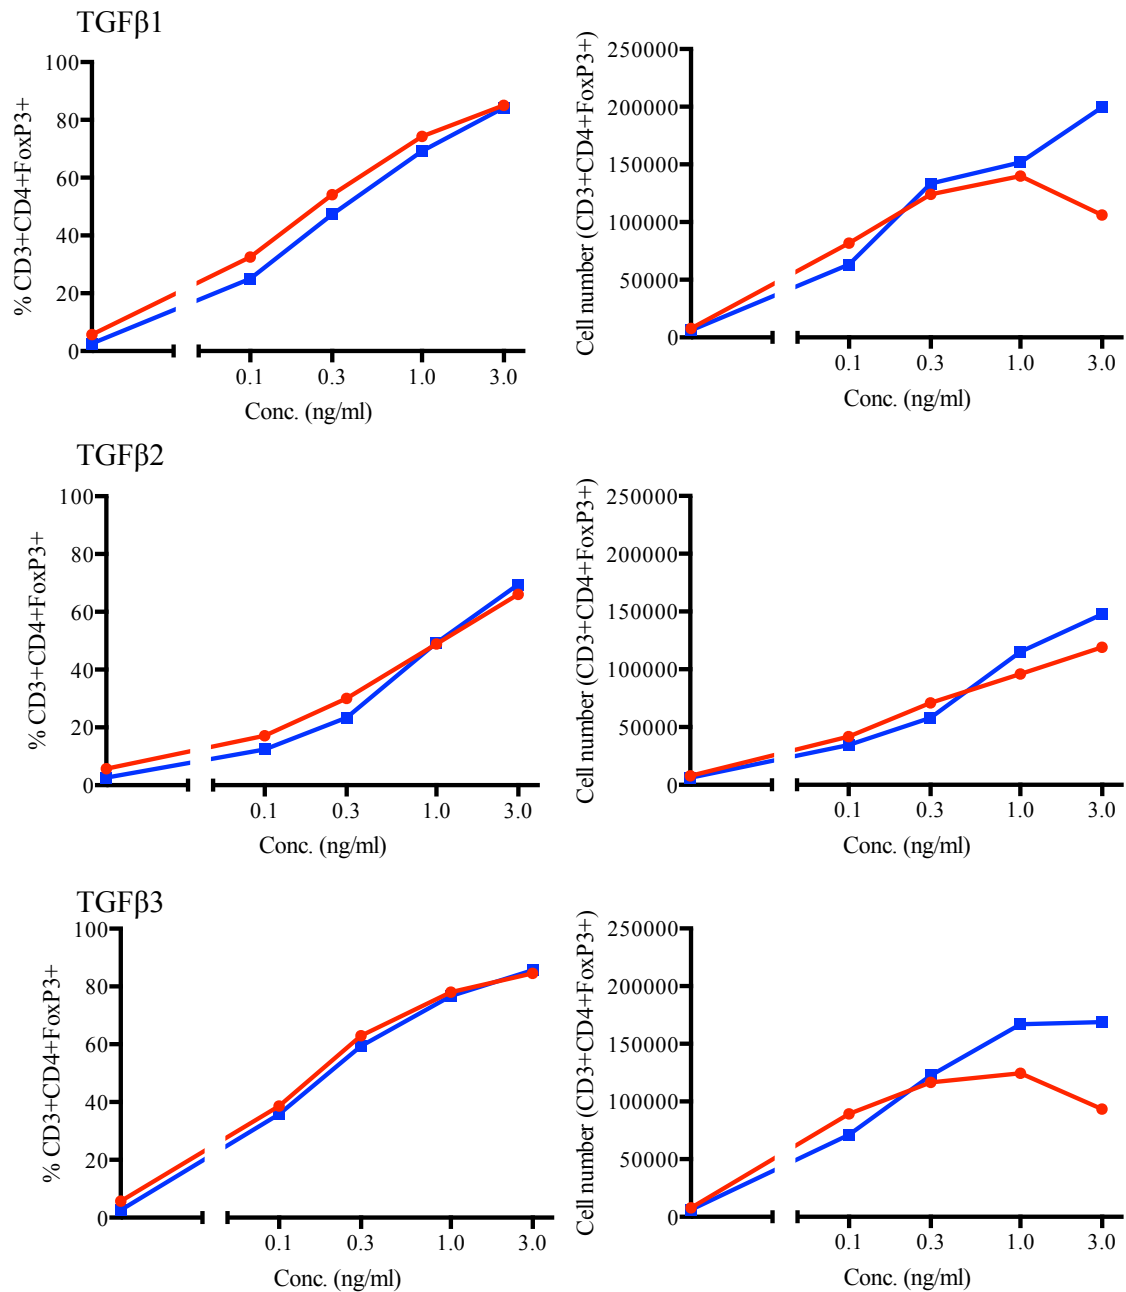 TGFβ1
% CD3+CD4+FoxP3+
100
80
60
40
20
0
0.1 0.3 1.0 3.0
Conc. (ng/ml)
Cell number (CD3+CD4+FoxP3+)
250000
200000
150000
100000
50000
0
0.1 0.3 1.0 3.0
Conc. (ng/ml)
TGFβ2
% CD3+CD4+FoxP3+
100
80
60
40
20
0
0.1 0.3 1.0 3.0
Conc. (ng/ml)
Cell number (CD3+CD4+FoxP3+)
250000
200000
150000
100000
50000
0
0.1 0.3 1.0 3.0
Conc. (ng/ml)
TGFβ3
% CD3+CD4+FoxP3+
100
80
60
40
20
0
0.1 0.3 1.0 3.0
Conc. (ng/ml)
Cell number (CD3+CD4+FoxP3+)
250000
200000
150000
100000
50000
0
0.1 0.3 1.0 3.0
Conc. (ng/ml)